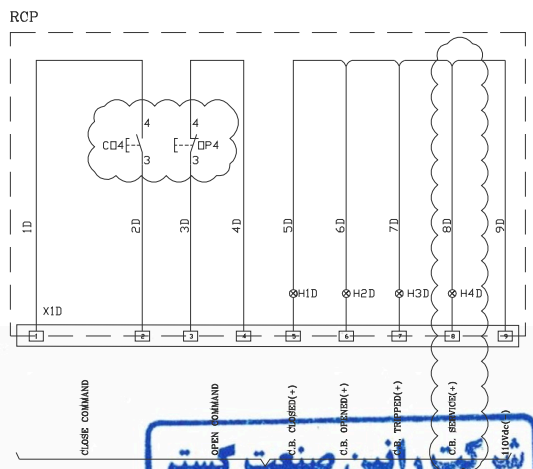 RCP
4
4
CO4
OP4
3
3
1D
2D
3D
4D
5D
6D
7D
8D
9D
H1D
H2D
H3D
H4D
X1D
1
2
3
4
5
6
7
8
9
CLOSE COMMAND
OPEN COMMAND
C.B. CLOSED(+)
C.B. OPENED(+)
C.B. TRIPPED(+)
C.B. SERVICE(+)
صنعت گستر